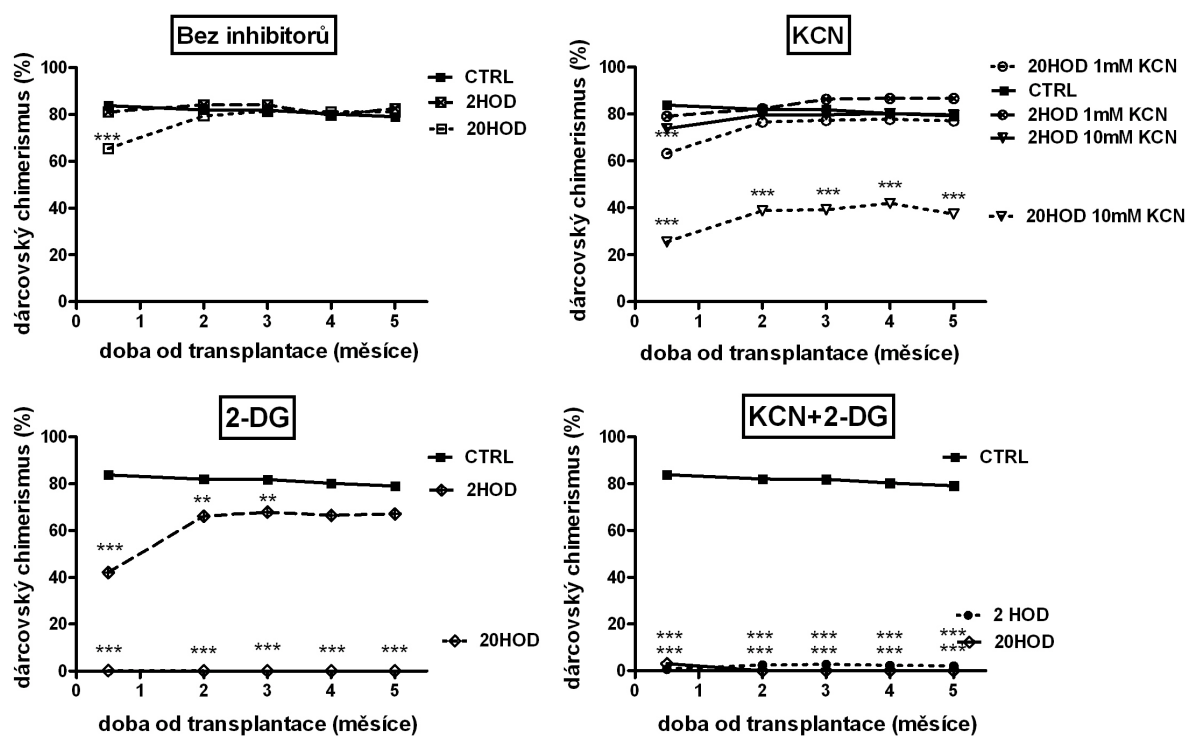 Bez inhibitorů
dárcovský chimerismus (%)
100
80
60
40
20
0
***
0 1 2 3 4 5
doba od transplantace (měsíce)
CTRL
2HOD
20HOD
KCN
dárcovský chimerismus (%)
100
80
60
40
20
0
***
*** *** *** *** ***
0 1 2 3 4 5
doba od transplantace (měsíce)
20HOD 1mM KCN
CTRL
2HOD 1mM KCN
2HOD 10mM KCN
20HOD 10mM KCN
2-DG
dárcovský chimerismus (%)
100
80
60
40
20
0
*** ** **
*** *** *** *** ***
0 1 2 3 4 5
doba od transplantace (měsíce)
CTRL
2HOD
20HOD
KCN+2-DG
dárcovský chimerismus (%)
100
80
60
40
20
0
*** *** *** *** ***
*** *** *** *** ***
0 1 2 3 4 5
doba od transplantace (měsíce)
CTRL
2 HOD
20HOD